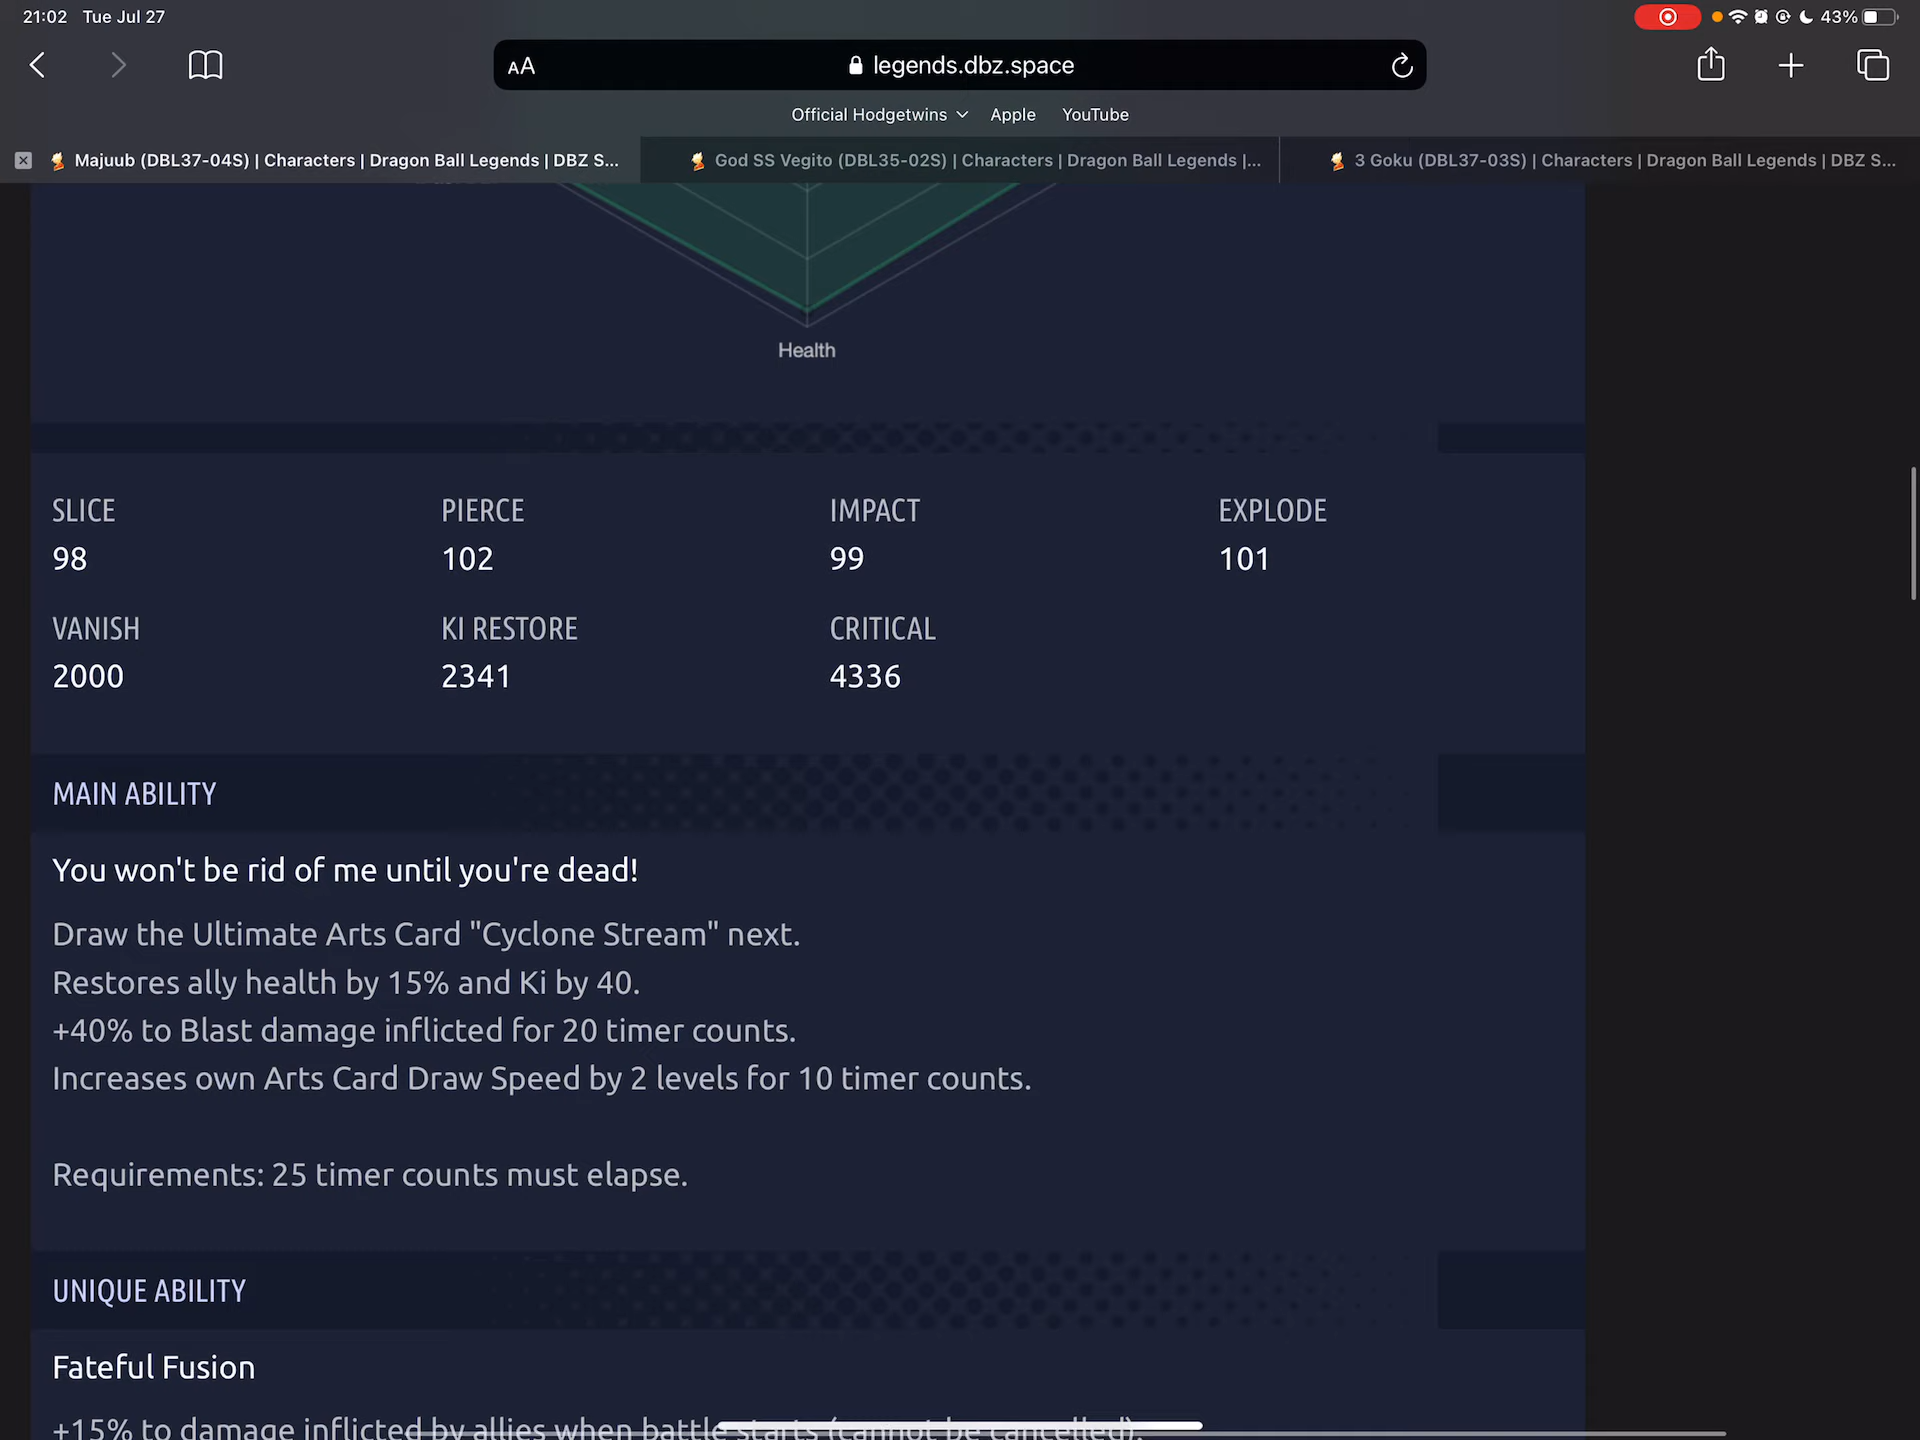 21:02 Tue Jul 27
43%
AA legends.dbz.space
Official Hodgetwins Apple YouTube
Majuub (DBL37-04S) | Characters | Dragon Ball Legends | DBZ S...
God SS Vegito (DBL35-02S) | Characters | Dragon Ball Legends |...
3 Goku (DBL37-03S) | Characters | Dragon Ball Legends | DBZ S...
Health
SLICE PIERCE IMPACT EXPLODE
98 102 99 101
VANISH KI RESTORE CRITICAL
2000 2341 4336
MAIN ABILITY
You won't be rid of me until you're dead!
Draw the Ultimate Arts Card "Cyclone Stream" next.
Restores ally health by 15% and Ki by 40.
+40% to Blast damage inflicted for 20 timer counts.
Increases own Arts Card Draw Speed by 2 levels for 10 timer counts.
Requirements: 25 timer counts must elapse.
UNIQUE ABILITY
Fateful Fusion
+15% to damage inflicted by allies when battle starts (cannot be cancelled).